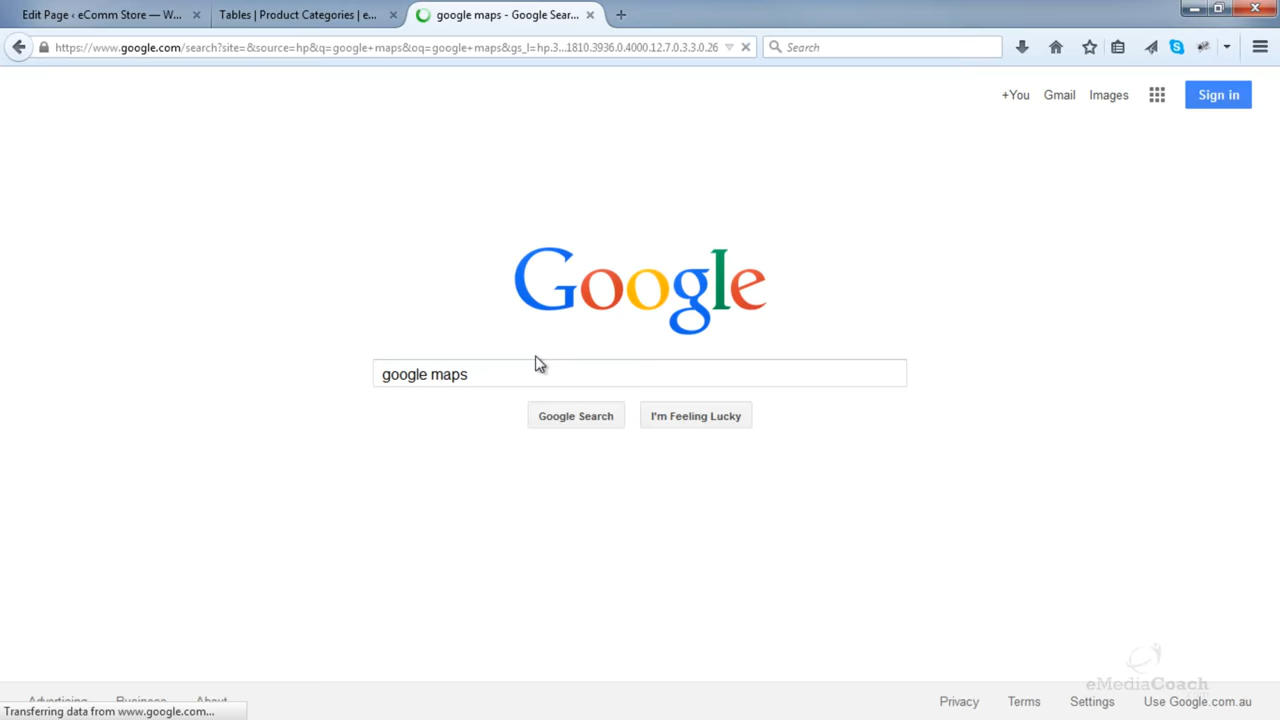 Edit Page ‹ eComm Store — W...
Tables | Product Categories | e...
google maps - Google Sear...
https://www.google.com/search?site=&source=hp&q=google+maps&oq=google+maps&gs_l=hp.3...1810.3936.0.4000.12.7.0.3.3.0.26
Search
+You Gmail Images Sign in
Google
google maps
Google Search I'm Feeling Lucky
eMediaCoach
Advertising Business About Privacy Terms Settings Use Google.com.au
Transferring data from www.google.com...